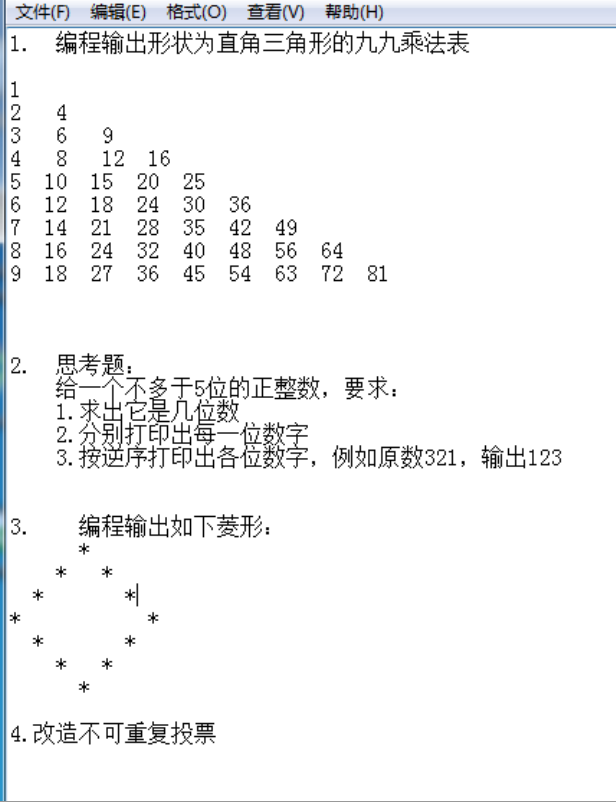 文件(F) 编辑(E) 格式(O) 查看(V) 帮助(H)
1. 编程输出形状为直角三角形的九九乘法表
1
2 4
3 6 9
4 8 12 16
5 10 15 20 25
6 12 18 24 30 36
7 14 21 28 35 42 49
8 16 24 32 40 48 56 64
9 18 27 36 45 54 63 72 81
2. 思考题:
给一个不多于5位的正整数，要求:
1.求出它是几位数
2.分别打印出每一位数字
3.按逆序打印出各位数字，例如原数321，输出123
3. 编程输出如下菱形:
*
* *
* *
* *
* *
* *
*
4.改造不可重复投票